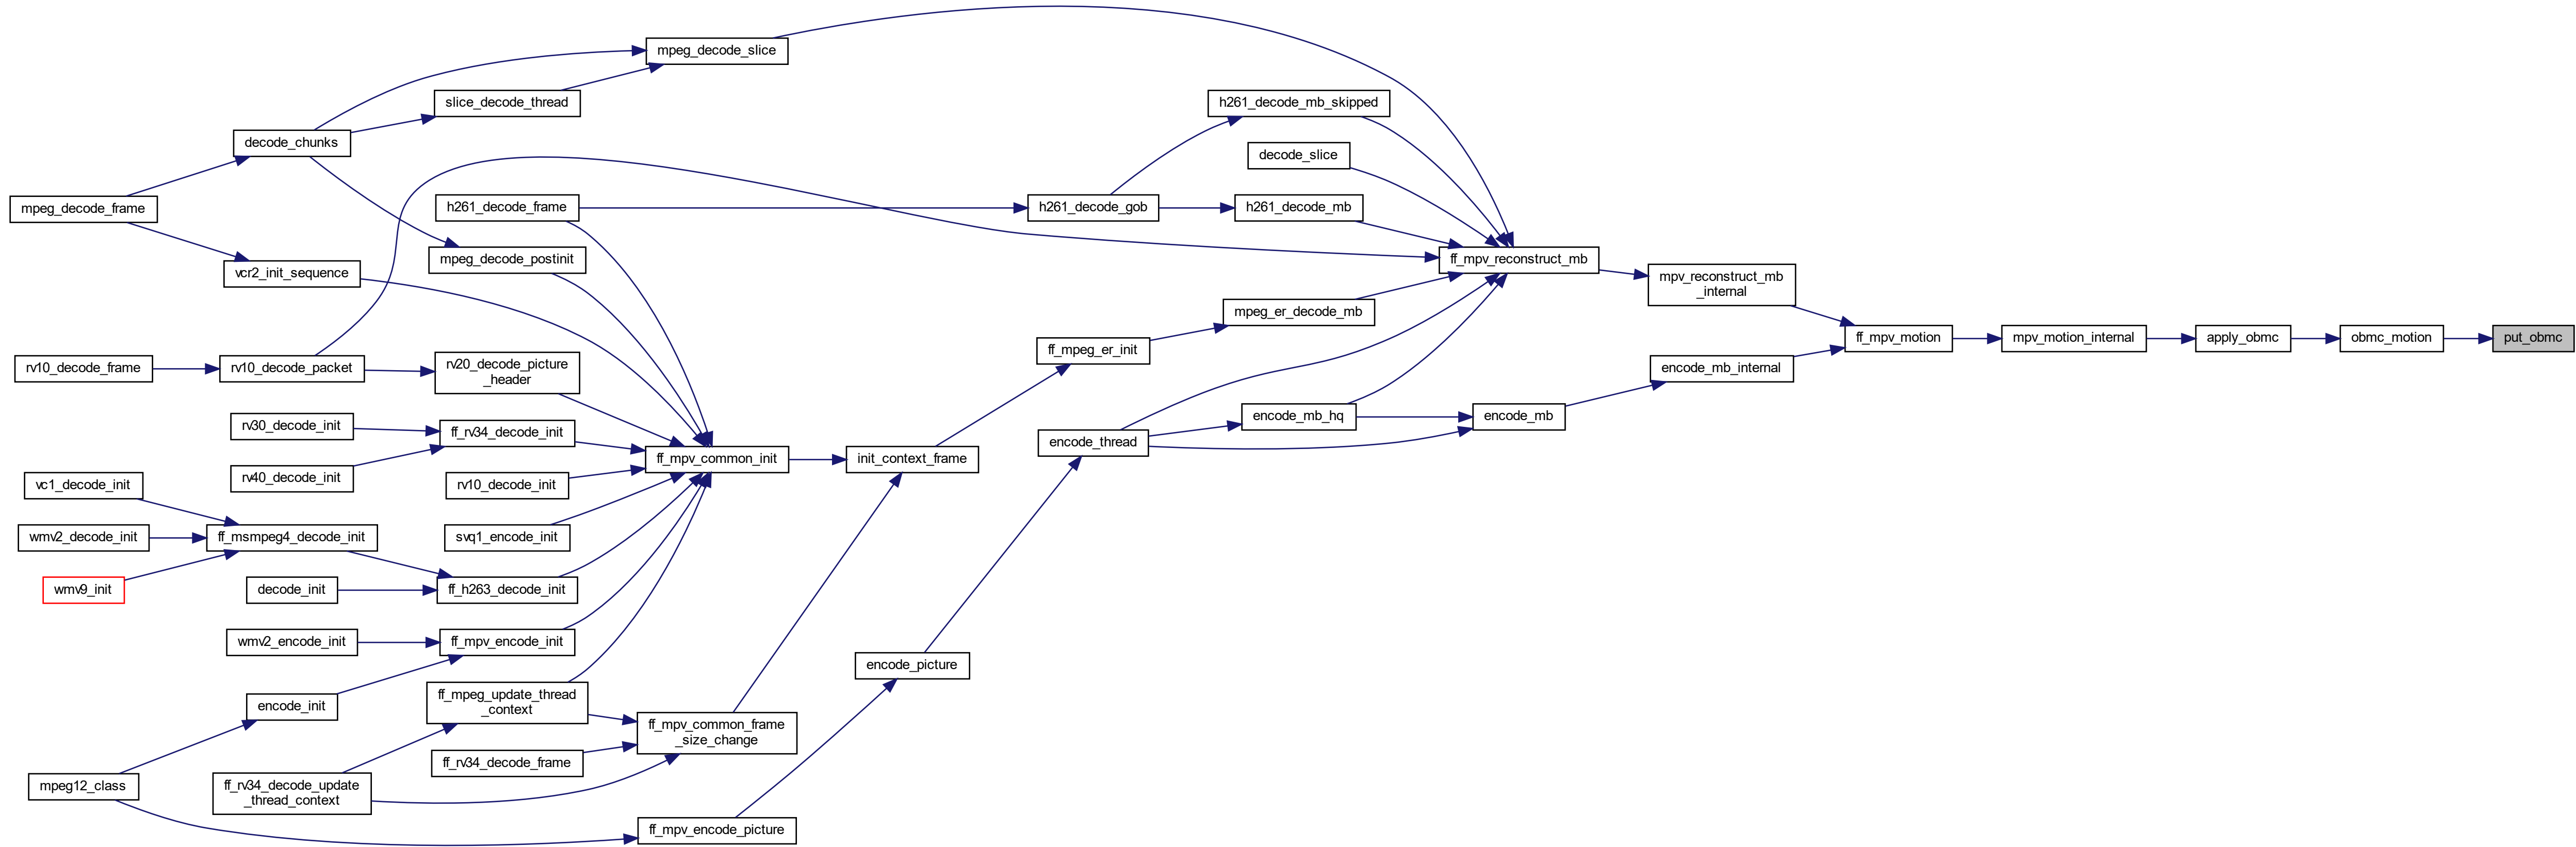 mpeg_decode_slice
slice_decode_thread
h261_decode_mb_skipped
decode_chunks
decode_slice
mpeg_decode_frame
h261_decode_frame
h261_decode_gob
h261_decode_mb
mpeg_decode_postinit
ff_mpv_reconstruct_mb
vcr2_init_sequence
mpv_reconstruct_mb
_internal
mpeg_er_decode_mb
ff_mpeg_er_init
ff_mpv_motion
mpv_motion_internal
apply_obmc
obmc_motion
put_obmc
rv10_decode_frame
rv10_decode_packet
rv20_decode_picture
_header
encode_mb_internal
rv30_decode_init
ff_rv34_decode_init
encode_mb_hq
encode_mb
encode_thread
ff_mpv_common_init
init_context_frame
rv40_decode_init
vc1_decode_init
rv10_decode_init
wmv2_decode_init
ff_msmpeg4_decode_init
svq1_encode_init
wmv9_init
decode_init
ff_h263_decode_init
wmv2_encode_init
ff_mpv_encode_init
encode_picture
encode_init
ff_mpeg_update_thread
_context
ff_mpv_common_frame
_size_change
ff_rv34_decode_frame
mpeg12_class
ff_rv34_decode_update
_thread_context
ff_mpv_encode_picture